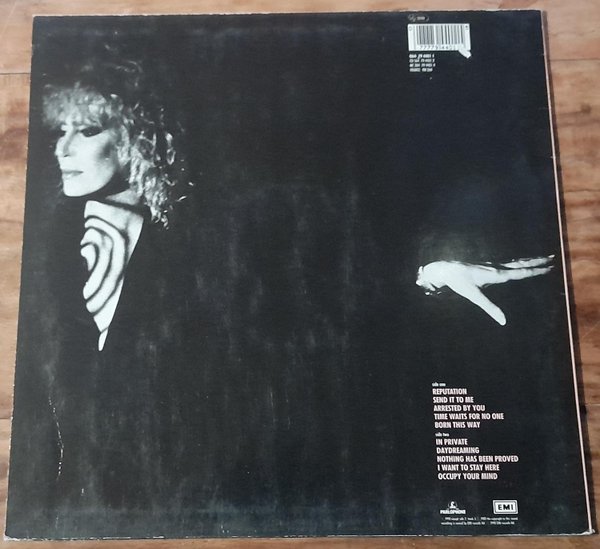 side one
REPUTATION
SEND IT TO ME
ARRESTED BY YOU
TIME WAITS FOR NO ONE
BORN THIS WAY
side two
IN PRIVATE
DAYDREAMING
NOTHING HAS BEEN PROVED
I WANT TO STAY HERE
OCCUPY YOUR MIND
PARLOPHONE
EMI